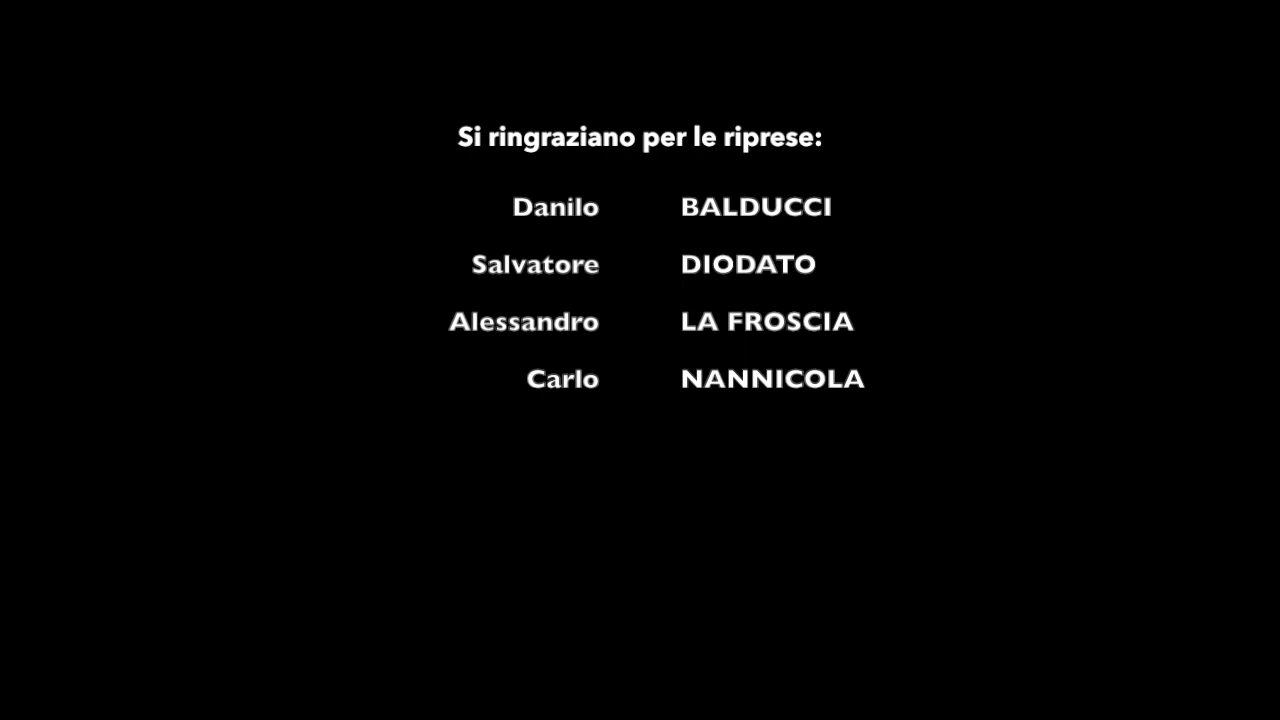 Si ringraziano per le riprese:
Danilo BALDUCCI
Salvatore DIODATO
Alessandro LA FROSCIA
Carlo NANNICOLA